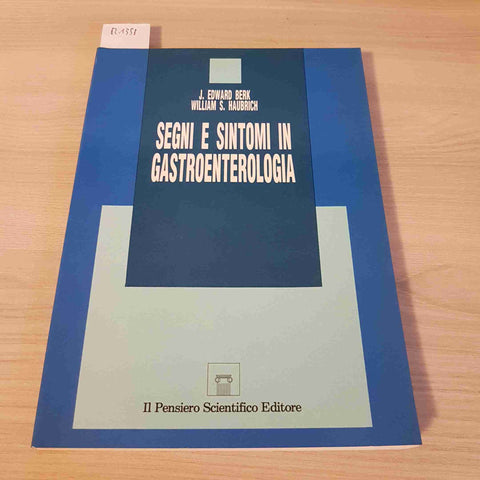 J. EDWARD BERK
WILLIAM S. HAUBRICH
SEGNI E SINTOMI IN
GASTROENTEROLOGIA
Il Pensiero Scientifico Editore